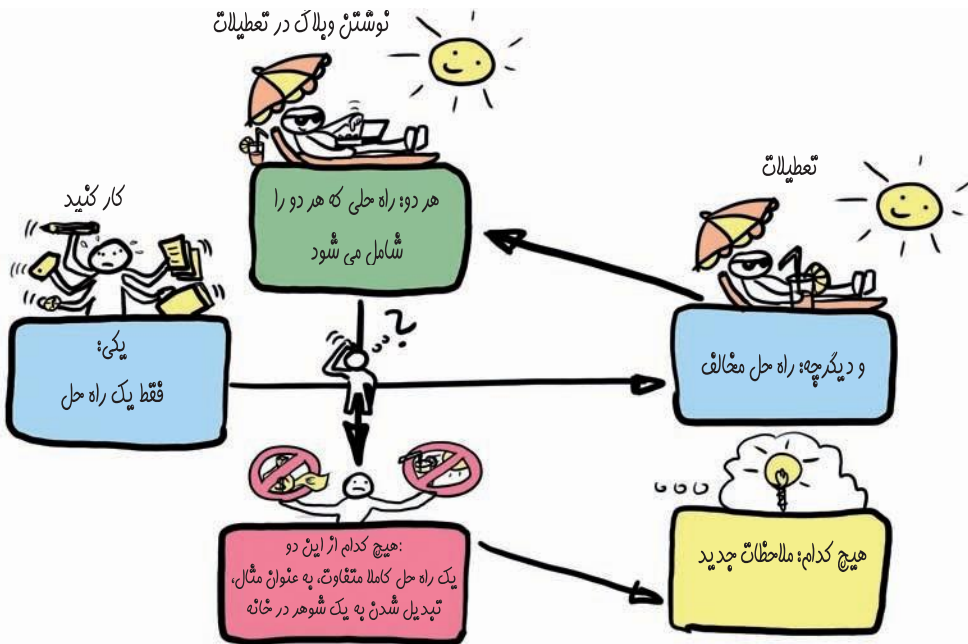 نوشتن وبلاگ در تعطیلات
هر دو: راه حلی که هر دو را
شامل می شود
کار کنید
یکی:
فقط یک راه حل
تعطیلات
و دیگرچه: راه حل مخالف
هیچ کدام از این دو:
یک راه حل کاملا متفاوت، به عنوان مثال،
تبدیل شدن به یک شوهر در خانه
هیچ کدام: ملاحظات جدید